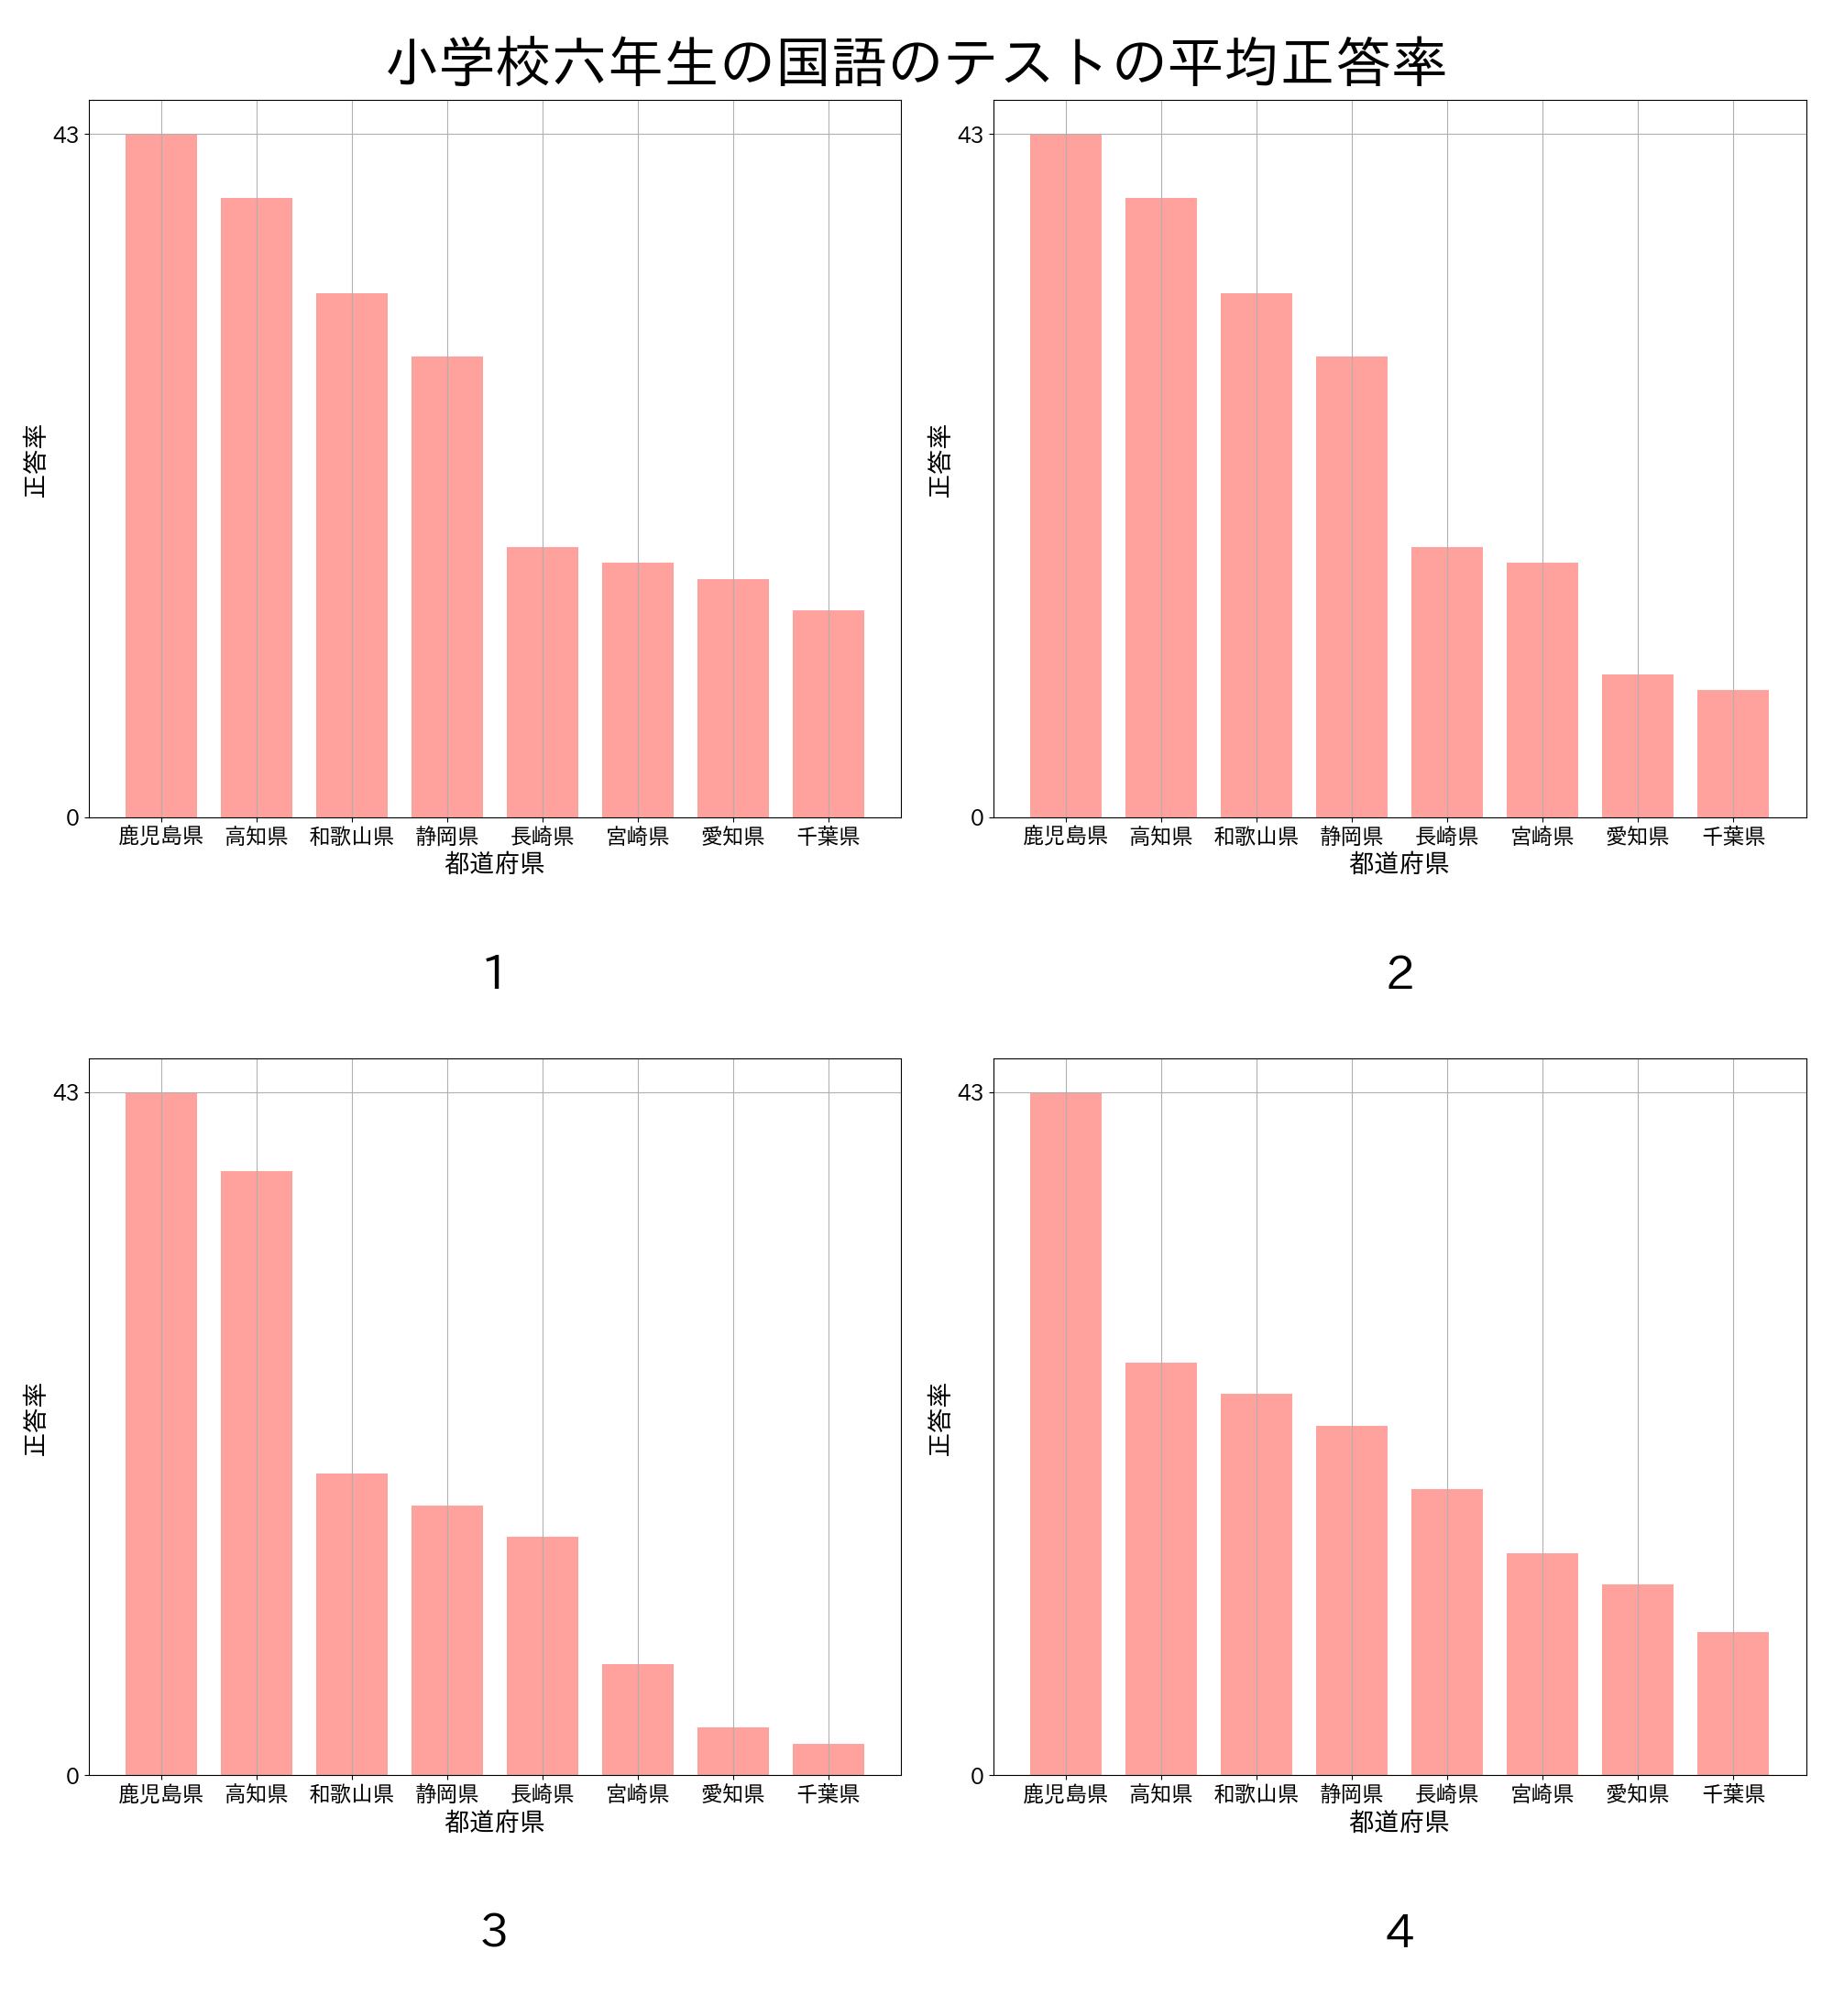 小学校六年生の国語のテストの平均正答率
43
0
正答率
鹿児島県 高知県 和歌山県 静岡県 長崎県 宮崎県 愛知県 千葉県
都道府県
1
43
0
正答率
鹿児島県 高知県 和歌山県 静岡県 長崎県 宮崎県 愛知県 千葉県
都道府県
2
43
0
正答率
鹿児島県 高知県 和歌山県 静岡県 長崎県 宮崎県 愛知県 千葉県
都道府県
3
43
0
正答率
鹿児島県 高知県 和歌山県 静岡県 長崎県 宮崎県 愛知県 千葉県
都道府県
4